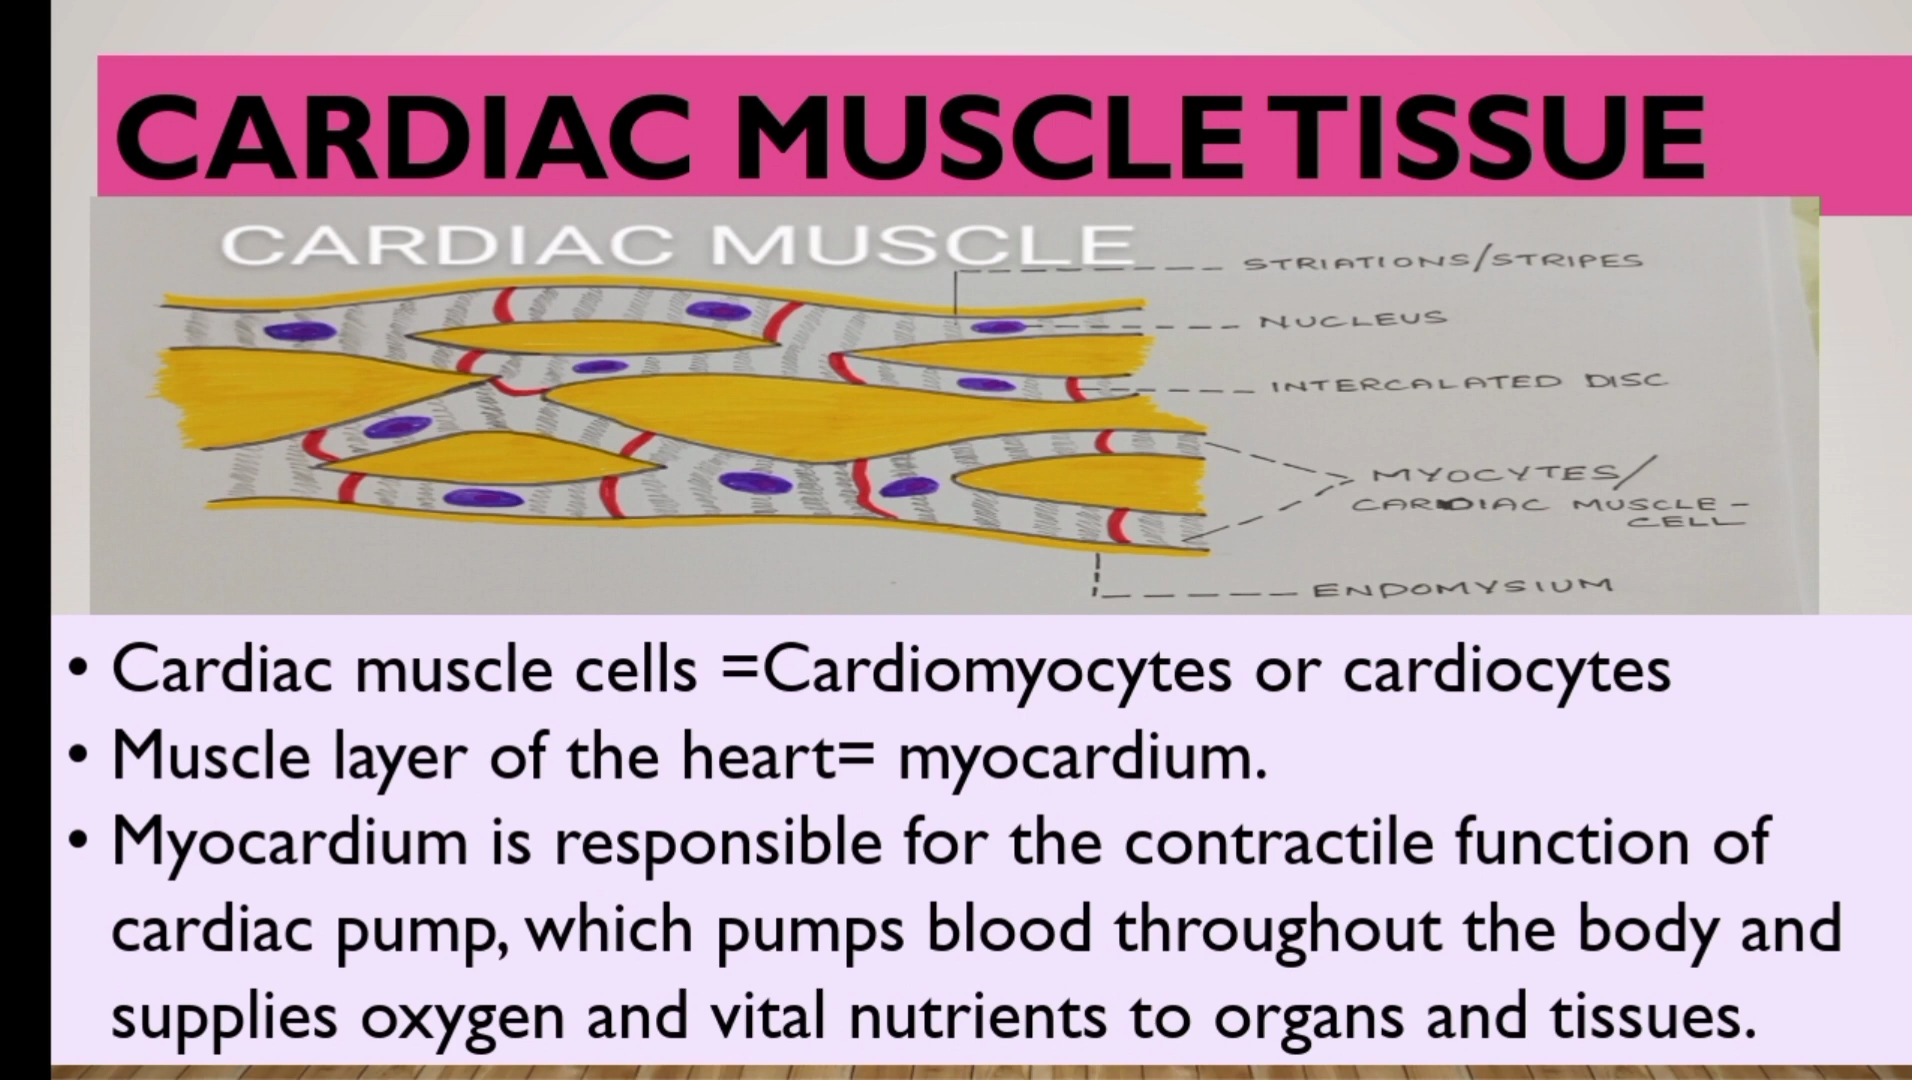 CARDIAC MUSCLE TISSUE
CARDIAC MUSCLE
STRIATIONS/STRIPES
NUCLEUS
INTERCALATED DISC
MYOCYTES/
CARDIAC MUSCLE-
CELL
ENDOMYSIUM
• Cardiac muscle cells =Cardiomyocytes or cardiocytes
• Muscle layer of the heart= myocardium.
• Myocardium is responsible for the contractile function of
cardiac pump, which pumps blood throughout the body and
supplies oxygen and vital nutrients to organs and tissues.